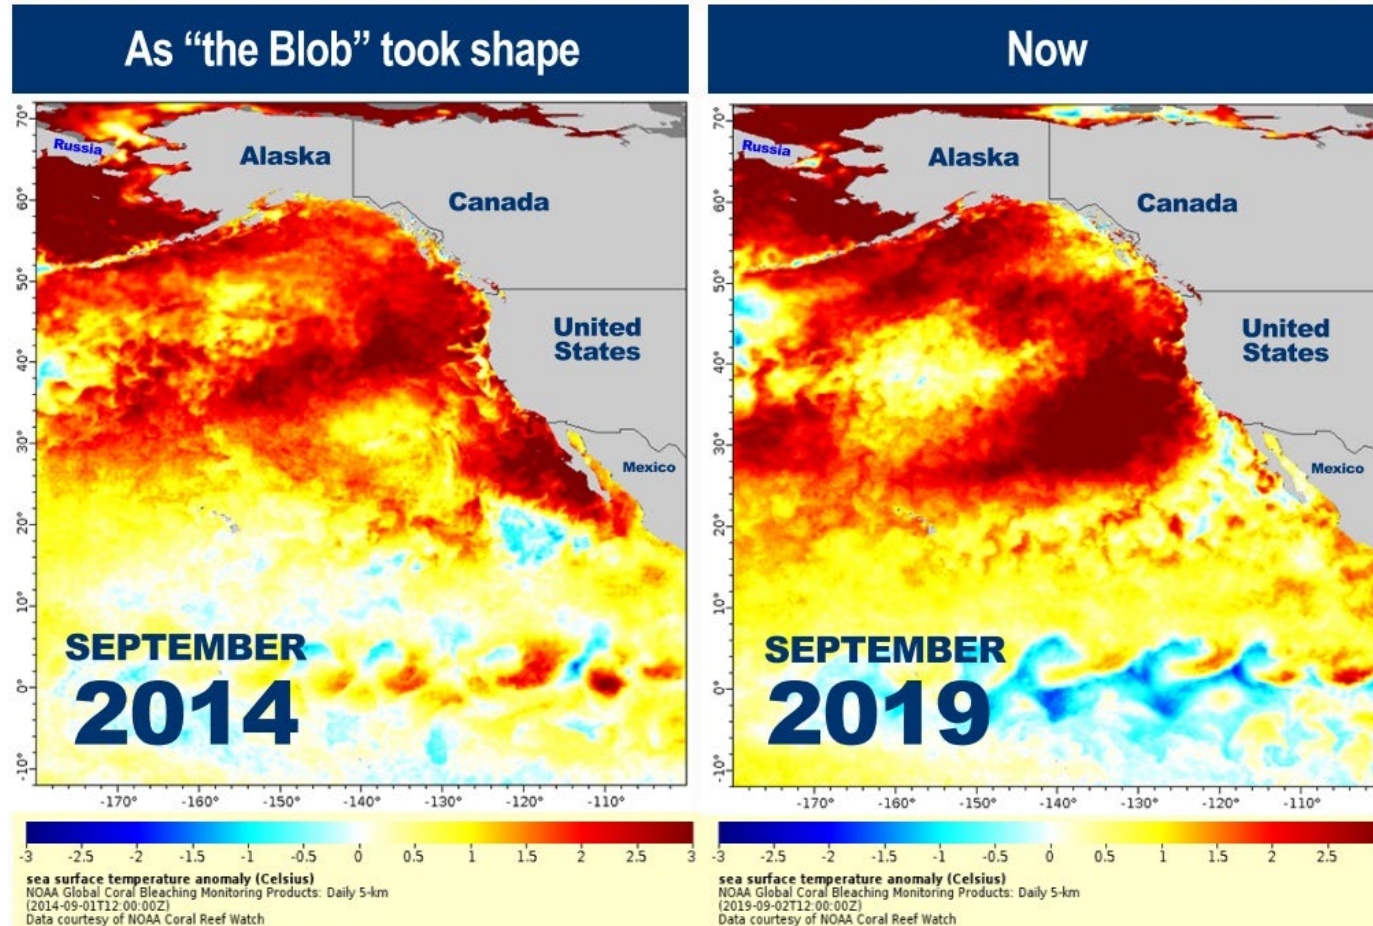 As “the Blob” took shape
70°
60°
50°
40°
30°
20°
10°
0°
-10°
Russia
Alaska
Canada
United
States
Mexico
SEPTEMBER
2014
-170° -160° -150° -140° -130° -120° -110°
-3 -2.5 -2 -1.5 -1 -0.5 0 0.5 1 1.5 2 2.5 3
sea surface temperature anomaly (Celsius)
NOAA Global Coral Bleaching Monitoring Products: Daily 5-km
(2014-09-01T12:00:00Z)
Data courtesy of NOAA Coral Reef Watch
Now
70°
60°
50°
40°
30°
20°
10°
0°
-10°
Russia
Alaska
Canada
United
States
Mexico
SEPTEMBER
2019
-170° -160° -150° -140° -130° -120° -110°
-3 -2.5 -2 -1.5 -1 -0.5 0 0.5 1 1.5 2 2.5
sea surface temperature anomaly (Celsius)
NOAA Global Coral Bleaching Monitoring Products: Daily 5-km
(2019-09-02T12:00:00Z)
Data courtesy of NOAA Coral Reef Watch